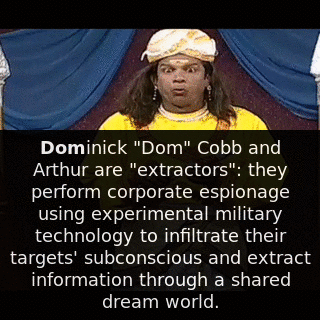 Dominick "Dom" Cobb and
Arthur are "extractors": they
perform corporate espionage
using experimental military
technology to infiltrate their
targets' subconscious and extract
information through a shared
dream world.